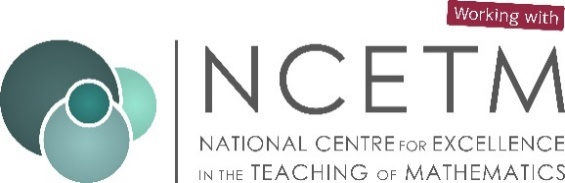 Working with
NCETM
NATIONAL CENTRE FOR EXCELLENCE
IN THE TEACHING OF MATHEMATICS